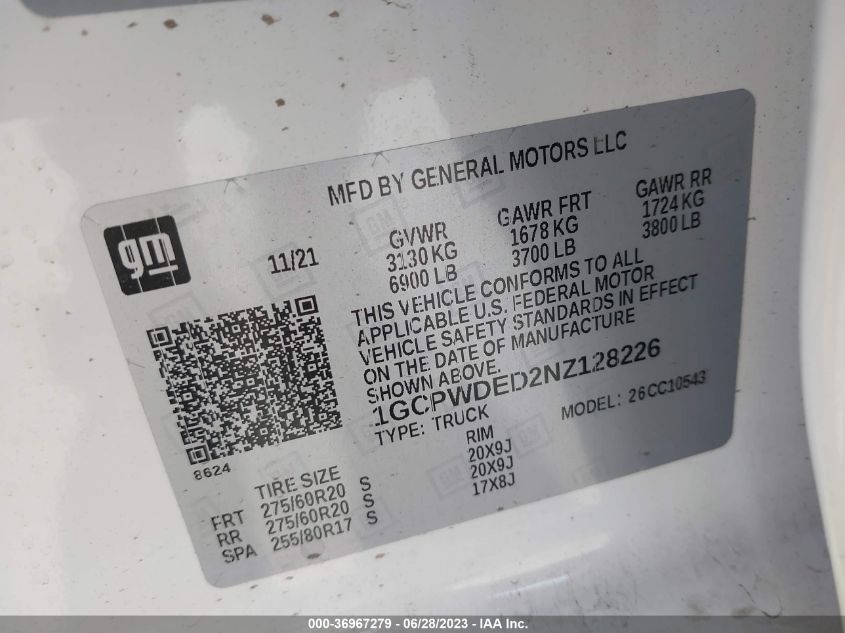 MFD BY GENERAL MOTORS LLC
gm
11/21
GVWR GAWR FRT GAWR RR
3130 KG 1678 KG 1724 KG
6900 LB 3700 LB 3800 LB
THIS VEHICLE CONFORMS TO ALL
APPLICABLE U.S. FEDERAL MOTOR
VEHICLE SAFETY STANDARDS IN EFFECT
ON THE DATE OF MANUFACTURE
SHOWN ABOVE.
1GCPWDED2NZ128226
TYPE: TRUCK MODEL: 26CC10543
8624
TIRE SIZE RIM
FRT 275/60R20 S 20X9J
RR 275/60R20 S 20X9J
SPA 255/80R17 S 17X8J
000-36967279 - 06/28/2023 - IAA Inc.